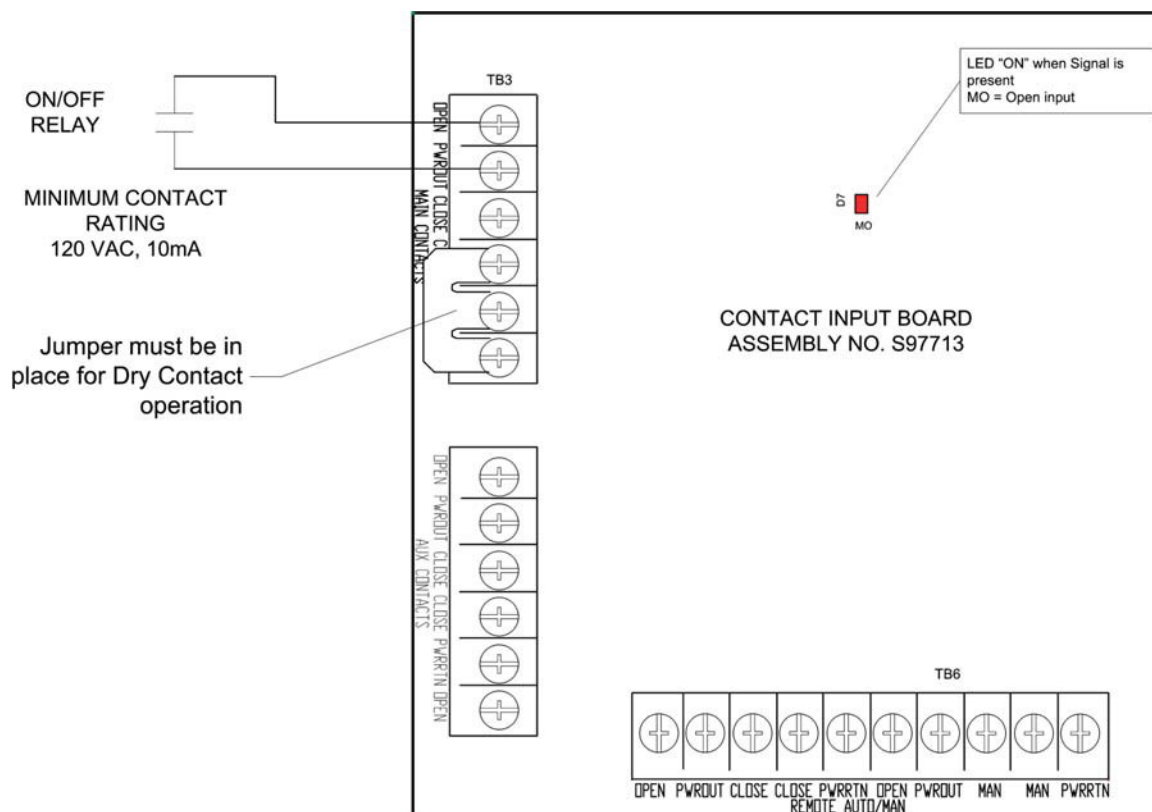 ON/OFF
RELAY
MINIMUM CONTACT
RATING
120 VAC, 10mA
Jumper must be in
place for Dry Contact
operation
TB3
OPEN PWROUT CLOSE C
MAIN CONTACTS
LED "ON" when Signal is
present
MO = Open input
D7
MO
CONTACT INPUT BOARD
ASSEMBLY NO. S97713
OPEN PWROUT CLOSE CLOSE PWRRTN OPEN
AUX CONTACTS
TB6
OPEN PWROUT CLOSE CLOSE PWRRTN OPEN PWROUT MAN MAN PWRRTN
REMOTE AUTO/MAN